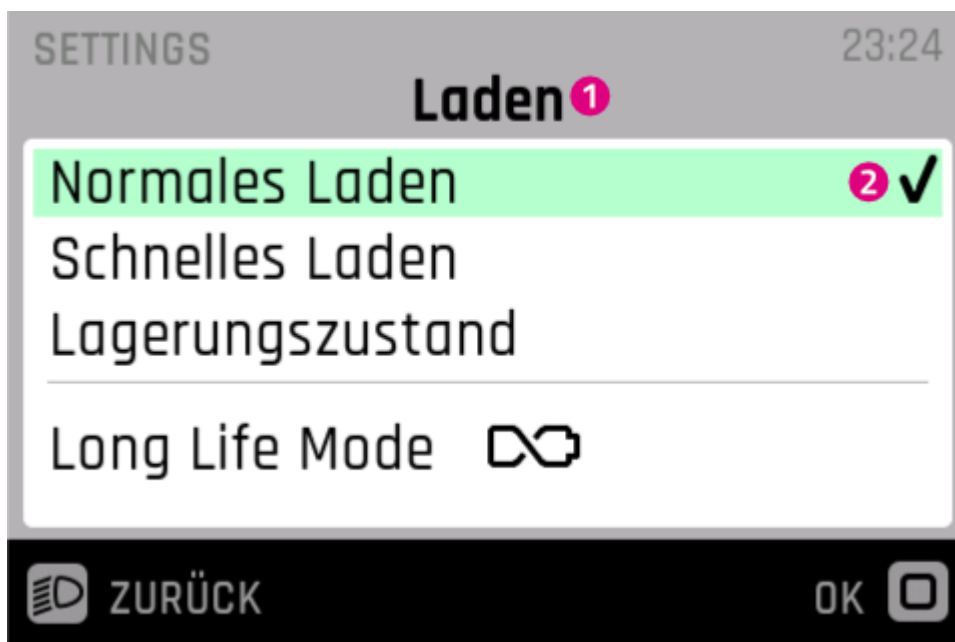 SETTINGS 23:24
Laden 1
Normales Laden 2
Schnelles Laden
Lagerungszustand
Long Life Mode
ZURÜCK OK